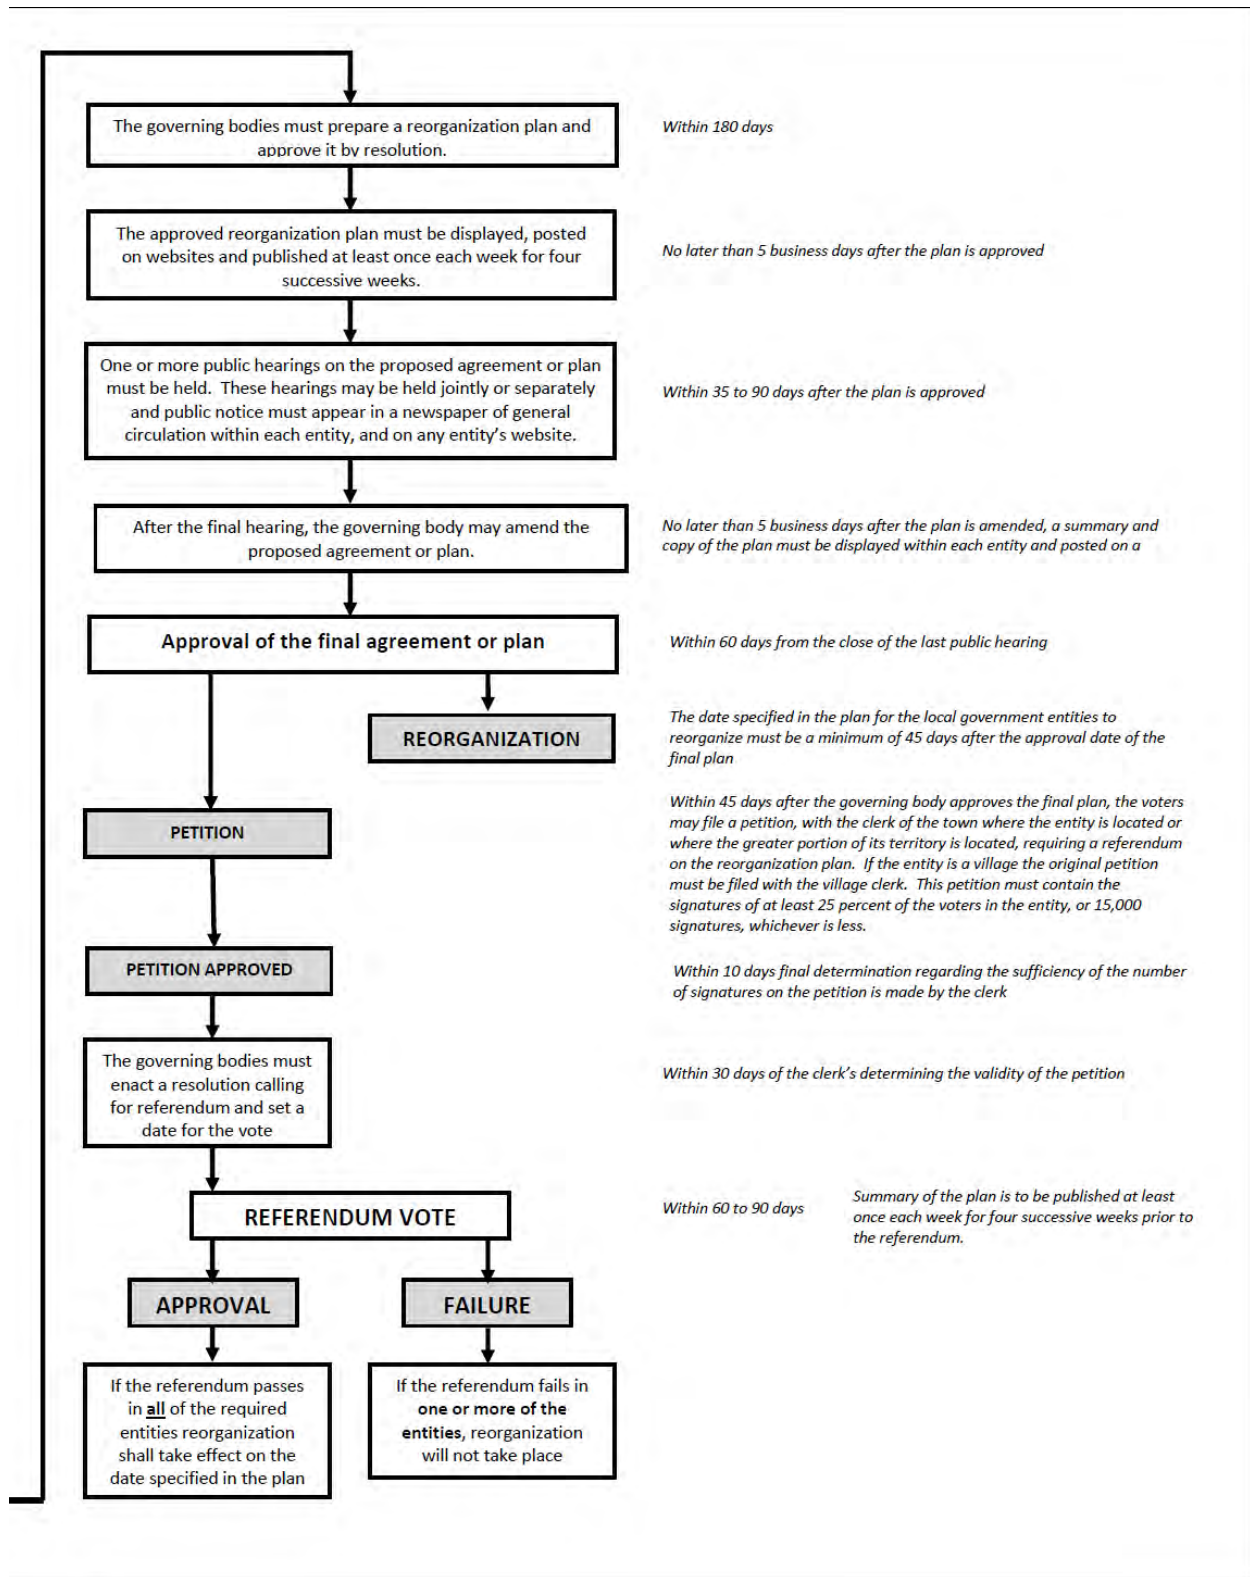 The governing bodies must prepare a reorganization plan and
approve it by resolution.
Within 180 days
The approved reorganization plan must be displayed, posted
on websites and published at least once each week for four
successive weeks.
No later than 5 business days after the plan is approved
One or more public hearings on the proposed agreement or plan
must be held. These hearings may be held jointly or separately
and public notice must appear in a newspaper of general
circulation within each entity, and on any entity's website.
Within 35 to 90 days after the plan is approved
After the final hearing, the governing body may amend the
proposed agreement or plan.
No later than 5 business days after the plan is amended, a summary and
copy of the plan must be displayed within each entity and posted on a
Approval of the final agreement or plan
Within 60 days from the close of the last public hearing
REORGANIZATION
The date specified in the plan for the local government entities to
reorganize must be a minimum of 45 days after the approval date of the
final plan
PETITION
Within 45 days after the governing body approves the final plan, the voters
may file a petition, with the clerk of the town where the entity is located or
where the greater portion of its territory is located, requiring a referendum
on the reorganization plan. If the entity is a village the original petition
must be filed with the village clerk. This petition must contain the
signatures of at least 25 percent of the voters in the entity, or 15,000
signatures, whichever is less.
PETITION APPROVED
Within 10 days final determination regarding the sufficiency of the number
of signatures on the petition is made by the clerk
The governing bodies must
enact a resolution calling
for referendum and set a
date for the vote
Within 30 days of the clerk's determining the validity of the petition
REFERENDUM VOTE
Within 60 to 90 days
Summary of the plan is to be published at least
once each week for four successive weeks prior to
the referendum.
APPROVAL
FAILURE
If the referendum passes
in all of the required
entities reorganization
shall take effect on the
date specified in the plan
If the referendum fails in
one or more of the
entities, reorganization
will not take place